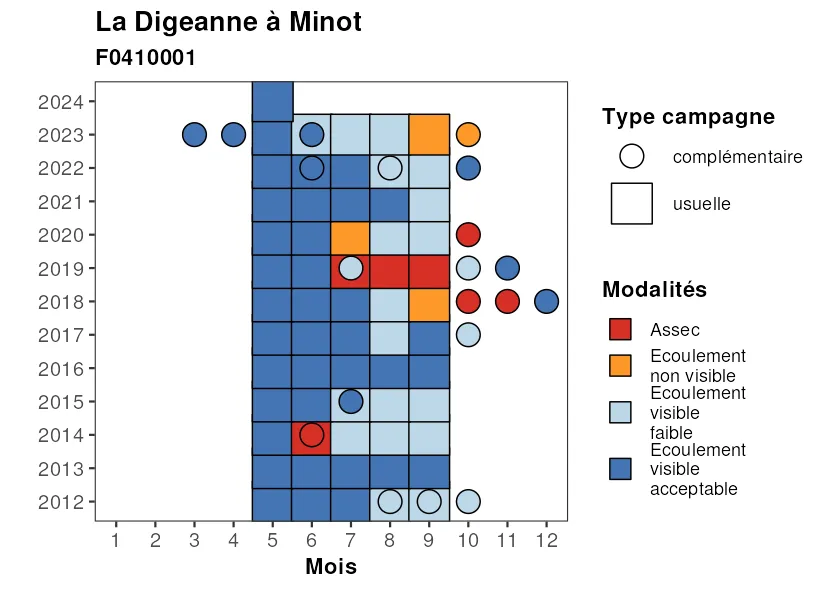 La Digeanne à Minot
F0410001
2024
2023
2022
2021
2020
2019
2018
2017
2016
2015
2014
2013
2012
1 2 3 4 5 6 7 8 9 10 11 12
Mois
Type campagne
complémentaire
usuelle
Modalités
Assec
Ecoulement
non visible
Ecoulement
visible
faible
Ecoulement
visible
acceptable